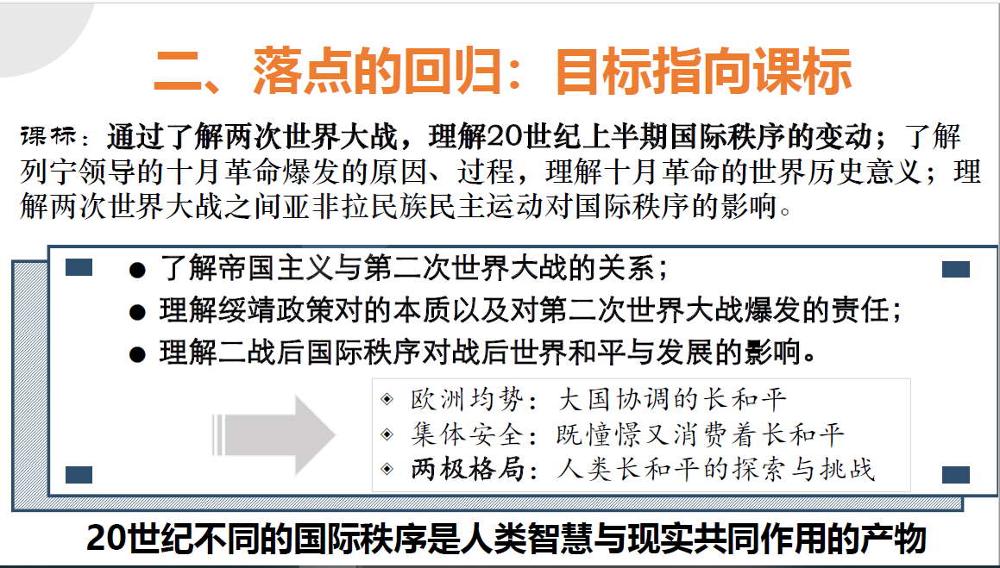 二、落点的回归：目标指向课标
课标：通过了解两次世界大战，理解20世纪上半期国际秩序的变动；了解
列宁领导的十月革命爆发的原因、过程，理解十月革命的世界历史意义；理
解两次世界大战之间亚非拉民族民主运动对国际秩序的影响。
● 了解帝国主义与第二次世界大战的关系；
● 理解绥靖政策对的本质以及对第二次世界大战爆发的责任；
● 理解二战后国际秩序对战后世界和平与发展的影响。
◈ 欧洲均势：大国协调的长和平
◈ 集体安全：既憧憬又消费着长和平
◈ 两极格局：人类长和平的探索与挑战
20世纪不同的国际秩序是人类智慧与现实共同作用的产物